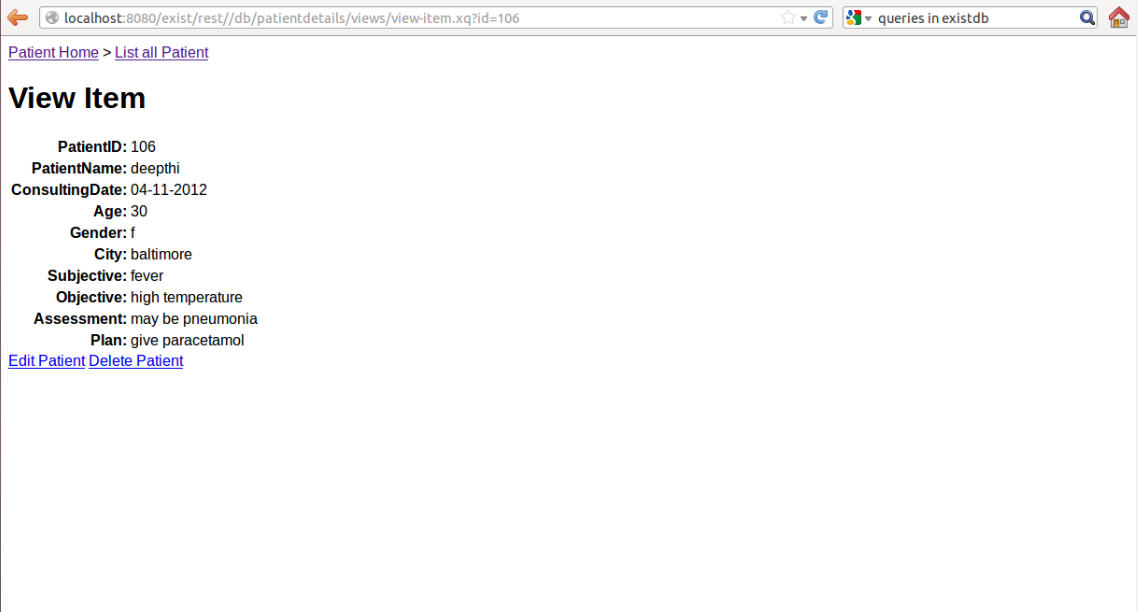 localhost:8080/exist/rest//db/patientdetails/views/view-item.xq?id=106 queries in existdb
Patient Home > List all Patient
View Item
PatientID: 106
PatientName: deepthi
ConsultingDate: 04-11-2012
Age: 30
Gender: f
City: baltimore
Subjective: fever
Objective: high temperature
Assessment: may be pneumonia
Plan: give paracetamol
Edit Patient Delete Patient